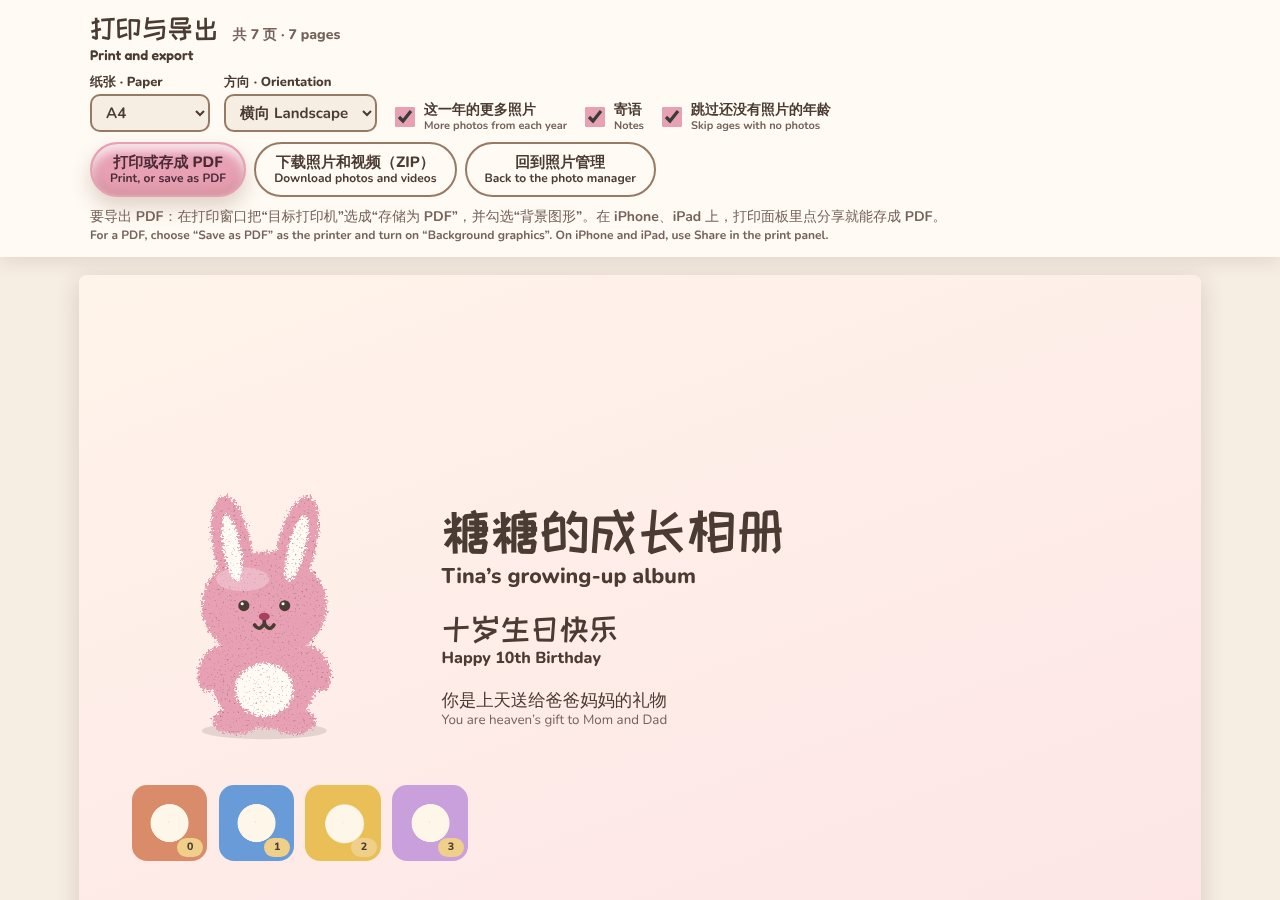 打印与导出 共 7 页 · 7 pages
Print and export
纸张 · Paper 方向 · Orientation
A4 横向 Landscape 这一年的更多照片 寄语 跳过还没有照片的年龄
More photos from each year Notes Skip ages with no photos
打印或存成 PDF 下载照片和视频（ZIP） 回到照片管理
Print, or save as PDF Download photos and videos Back to the photo manager
要导出 PDF：在打印窗口把“目标打印机”选成“存储为 PDF”，并勾选“背景图形”。在 iPhone、iPad 上，打印面板里点分享就能存成 PDF。
For a PDF, choose “Save as PDF” as the printer and turn on “Background graphics”. On iPhone and iPad, use Share in the print panel.
糖糖的成长相册
Tina’s growing-up album
十岁生日快乐
Happy 10th Birthday
你是上天送给爸爸妈妈的礼物
You are heaven’s gift to Mom and Dad
0 1 2 3